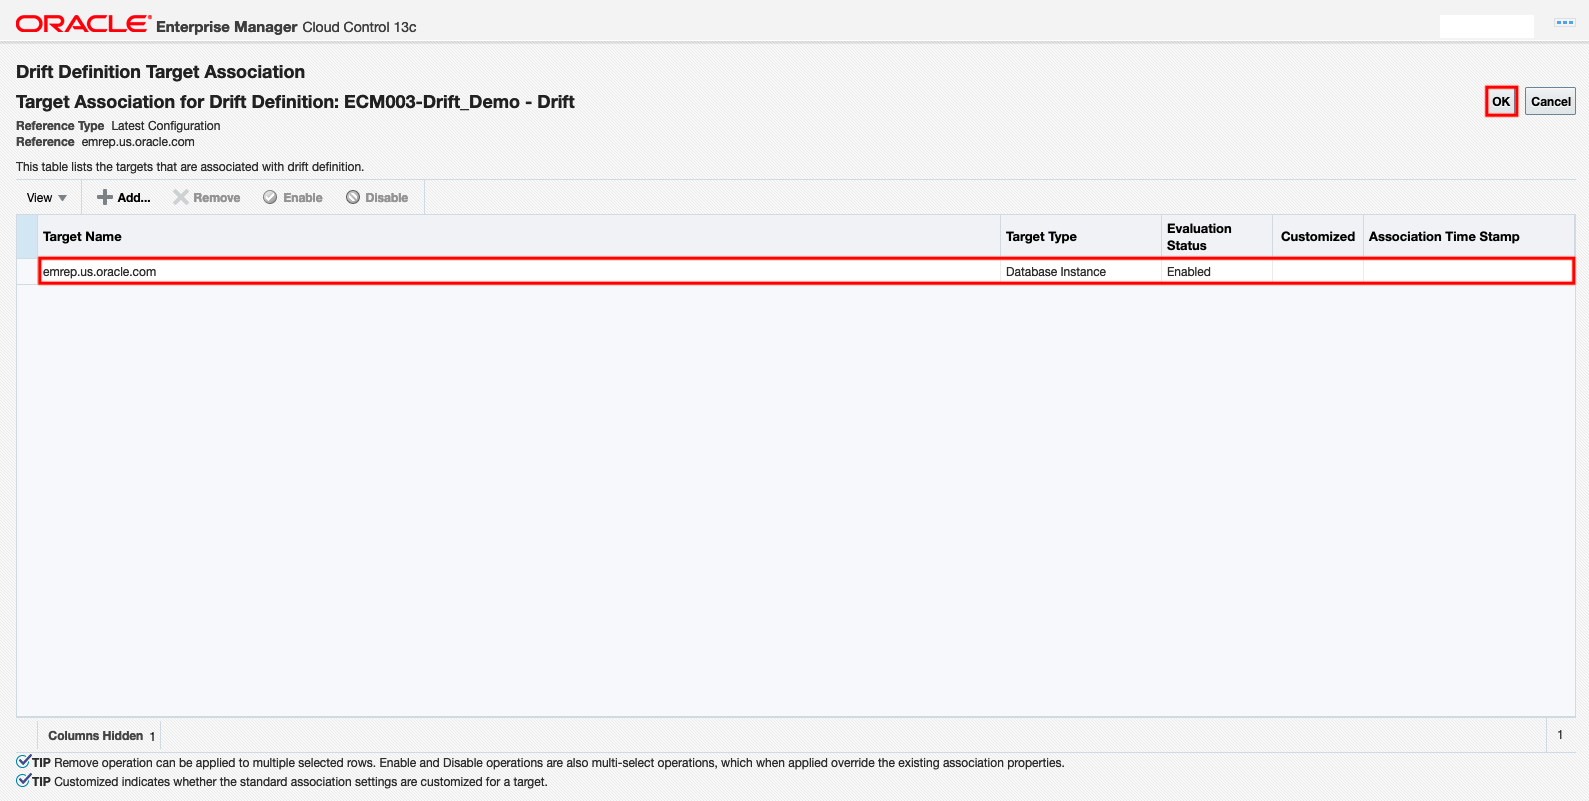 ORACLE Enterprise Manager Cloud Control 13c
Drift Definition Target Association
Target Association for Drift Definition: ECM003-Drift_Demo - Drift
OK Cancel
Reference Type Latest Configuration
Reference emrep.us.oracle.com
This table lists the targets that are associated with drift definition.
View Add... Remove Enable Disable
Target Name Target Type Evaluation Status Customized Association Time Stamp
emrep.us.oracle.com Database Instance Enabled
Columns Hidden 1 1
TIP Remove operation can be applied to multiple selected rows. Enable and Disable operations are also multi-select operations, which when applied override the existing association properties.
TIP Customized indicates whether the standard association settings are customized for a target.